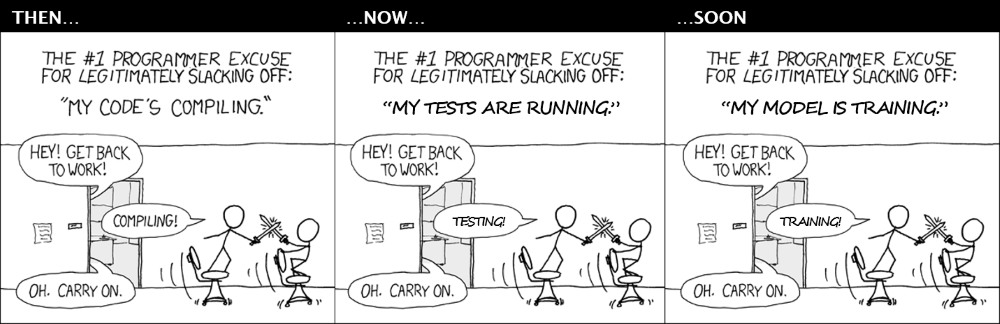 THEN...
THE #1 PROGRAMMER EXCUSE
FOR LEGITIMATELY SLACKING OFF:
"MY CODE'S COMPILING."
HEY! GET BACK
TO WORK!
COMPILING!
OH. CARRY ON.
...NOW...
THE #1 PROGRAMMER EXCUSE
FOR LEGITIMATELY SLACKING OFF:
"MY TESTS ARE RUNNING."
HEY! GET BACK
TO WORK!
TESTING!
OH. CARRY ON.
...SOON
THE #1 PROGRAMMER EXCUSE
FOR LEGITIMATELY SLACKING OFF:
"MY MODEL IS TRAINING."
HEY! GET BACK
TO WORK!
TRAINING!
OH. CARRY ON.